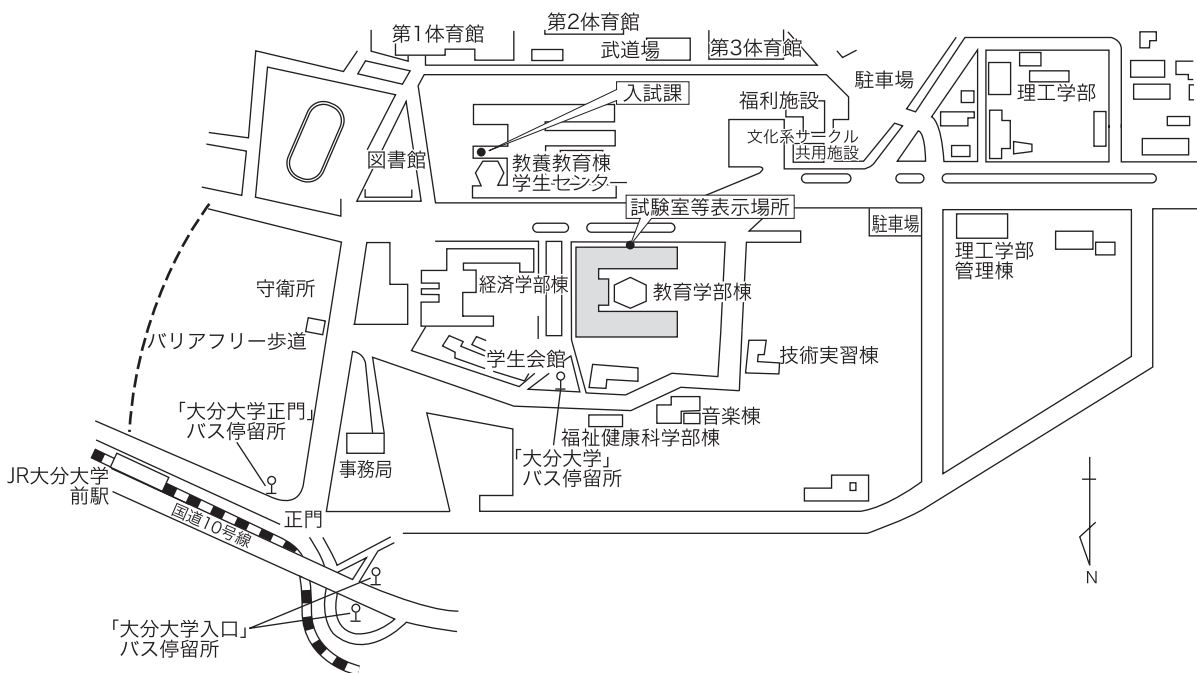 第1体育館
第2体育館
武道場
第3体育館
駐車場
理工学部
入試課
福利施設
文化系サークル
共用施設
図書館
教養教育棟
学生センター
試験室等表示場所
駐車場
理工学部
管理棟
守衛所
経済学部棟
教育学部棟
バリアフリー歩道
学生会館
技術実習棟
「大分大学正門」
バス停留所
音楽棟
福祉健康科学部棟
事務局
「大分大学」
バス停留所
JR大分大学
前駅
国道10号線
正門
N
「大分大学入口」
バス停留所